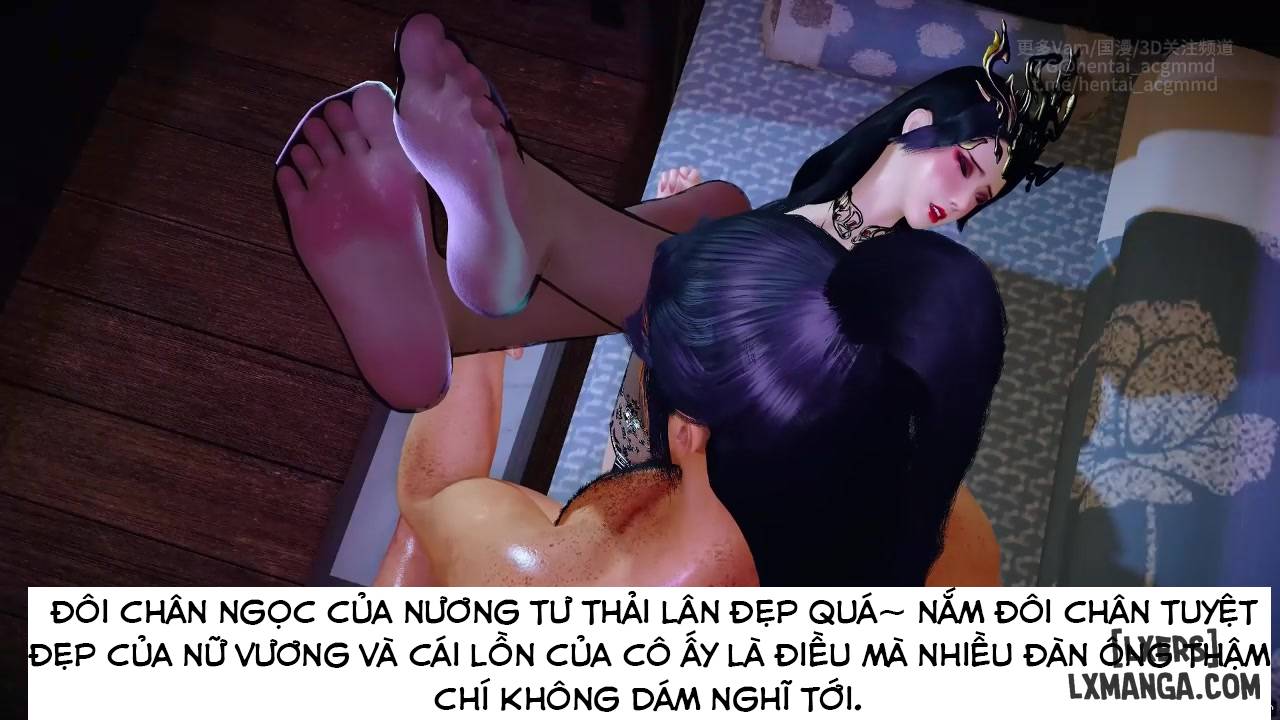 更多Vam/国漫/3D关注频道
TG@hentai_acgmmd
t.me/hentai_acgmmd
ĐÔI CHÂN NGỌC CỦA NƯƠNG TƯ THẢI LÂN ĐẸP QUÁ~ NẮM ĐÔI CHÂN TUYỆT
ĐẸP CỦA NỮ VƯƠNG VÀ CÁI LỒN CỦA CÔ ẤY LÀ ĐIỀU MÀ NHIỀU ĐÀN ÔNG THẬM
CHÍ KHÔNG DÁM NGHĨ TỚI.
[LXERS]
LXMANGA.COM